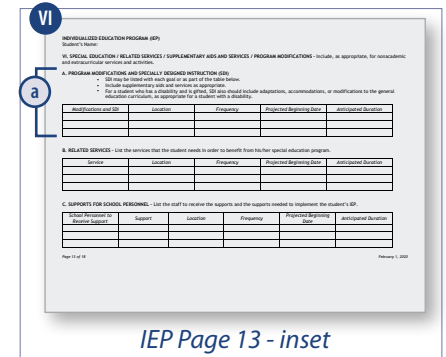 VI
INDIVIDUALIZED EDUCATION PROGRAM (IEP)
Student's Name:
VI. SPECIAL EDUCATION / RELATED SERVICES / SUPPLEMENTARY AIDS AND SERVICES / PROGRAM MODIFICATIONS – Include, as appropriate, for nonacademic
and extracurricular services and activities.
a
A. PROGRAM MODIFICATIONS AND SPECIALLY DESIGNED INSTRUCTION (SDI)
• SDI may be listed with each goal or as part of the table below.
• Include supplementary aids and services as appropriate.
• For a student who has a disability and is gifted, SDI also should include adaptations, accommodations, or modifications to the general
education curriculum, as appropriate for a student with a disability.
Modifications and SDI Location Frequency Projected Beginning Date Anticipated Duration
B. RELATED SERVICES – List the services that the student needs in order to benefit from his/her special education program.
Service Location Frequency Projected Beginning Date Anticipated Duration
C. SUPPORTS FOR SCHOOL PERSONNEL – List the staff to receive the supports and the supports needed to implement the student's IEP.
School Personnel to Receive Support Support Location Frequency Projected Beginning Date Anticipated Duration
Page 13 of 18 February 1, 2020
IEP Page 13 - inset